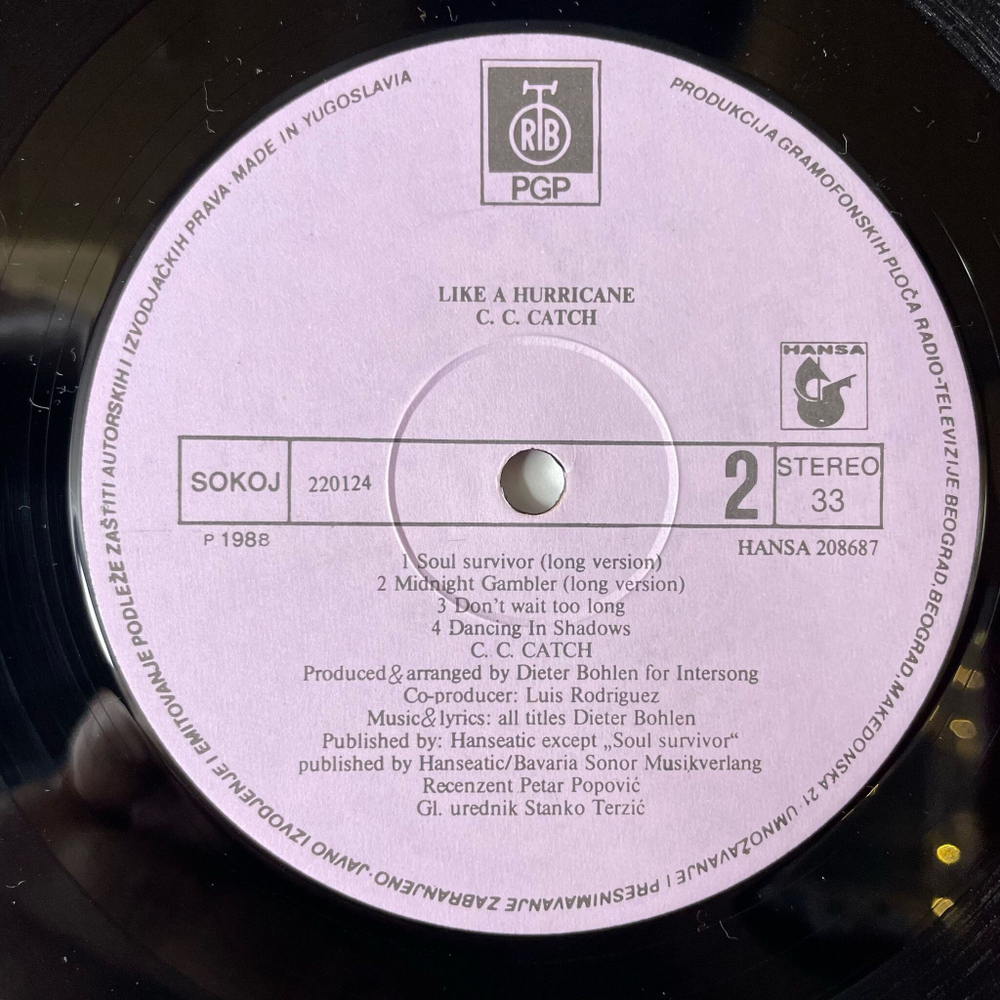 PRODUKCIJA GRAMOFONSKIH PLOČA RADIO-TELEVIZIJE BEOGRAD. BEOGRAD. MAKEDONSKA 21 · UMNOŽAVANJE I PRESNIMAVANJE ZABRANJENO · JAVNO IZVODJENJE I EMITOVANJE PODLEŽE ZAŠTITI AUTORSKIH I IZVODJAČKIH PRAVA · MADE IN YUGOSLAVIA
RTB
PGP
LIKE A HURRICANE
C. C. CATCH
HANSA
SOKOJ
220124
2
STEREO
33
P 1988
HANSA 208687
1 Soul survivor (long version)
2 Midnight Gambler (long version)
3 Don't wait too long
4 Dancing In Shadows
C. C. CATCH
Produced & arranged by Dieter Bohlen for Intersong
Co-producer: Luis Rodriguez
Music & lyrics: all titles Dieter Bohlen
Published by: Hanseatic except „Soul survivor“
published by Hanseatic/Bavaria Sonor Musikverlang
Recenzent Petar Popović
Gl. urednik Stanko Terzić